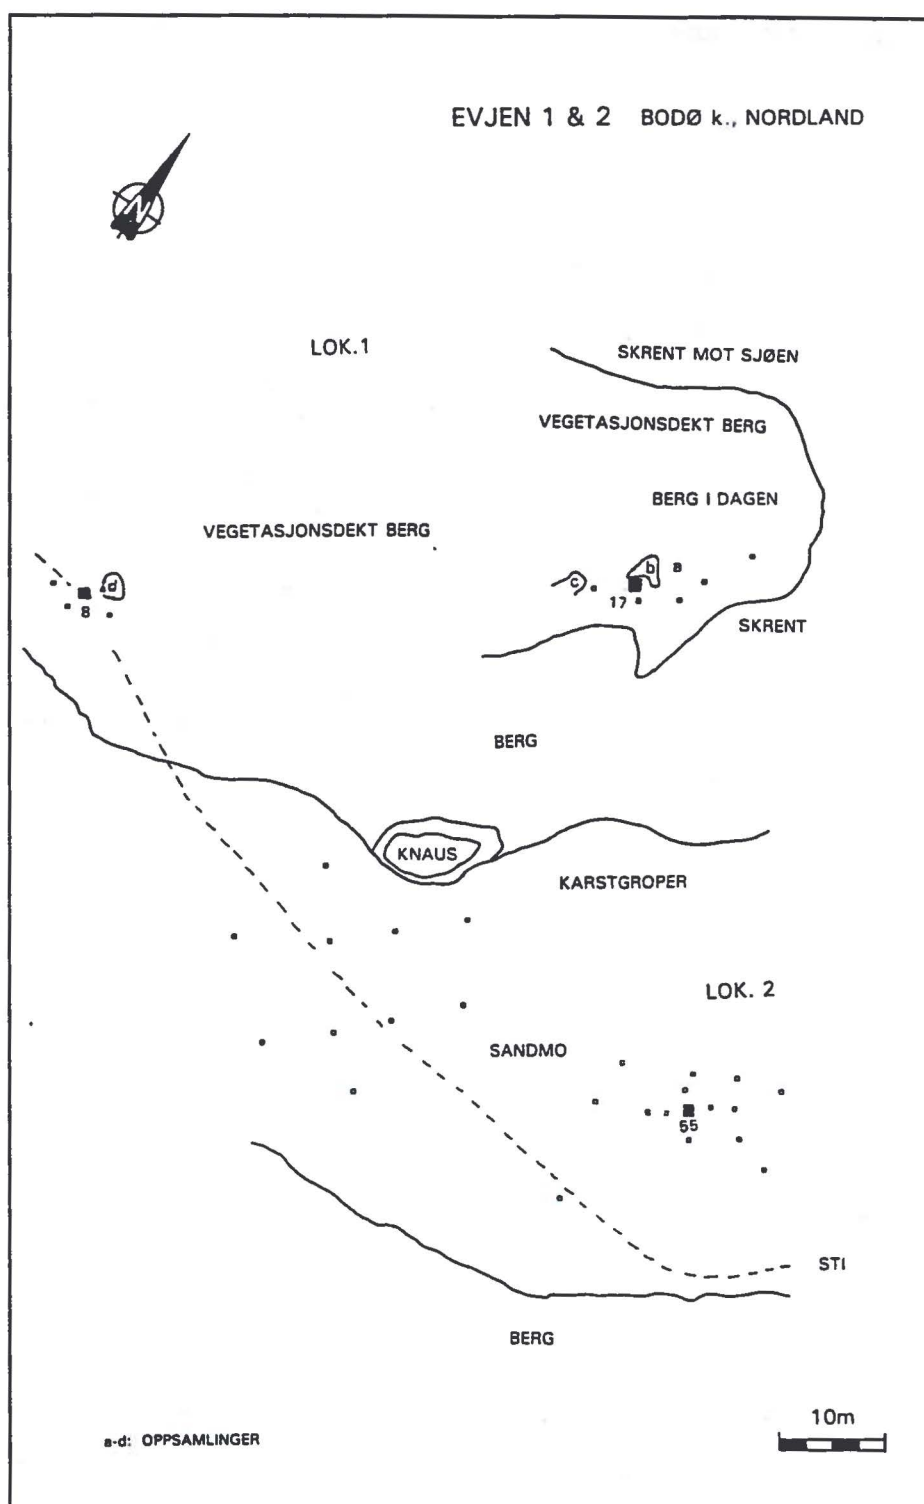 EVJEN 1 & 2 BODØ k., NORDLAND
N
LOK.1
SKRENT MOT SJØEN
VEGETASJONSDEKT BERG
BERG I DAGEN
VEGETASJONSDEKT BERG
d
c
b
a
8
17
SKRENT
BERG
KNAUS
KARSTGROPER
LOK. 2
SANDMO
55
STI
BERG
a-d: OPPSAMLINGER
10m